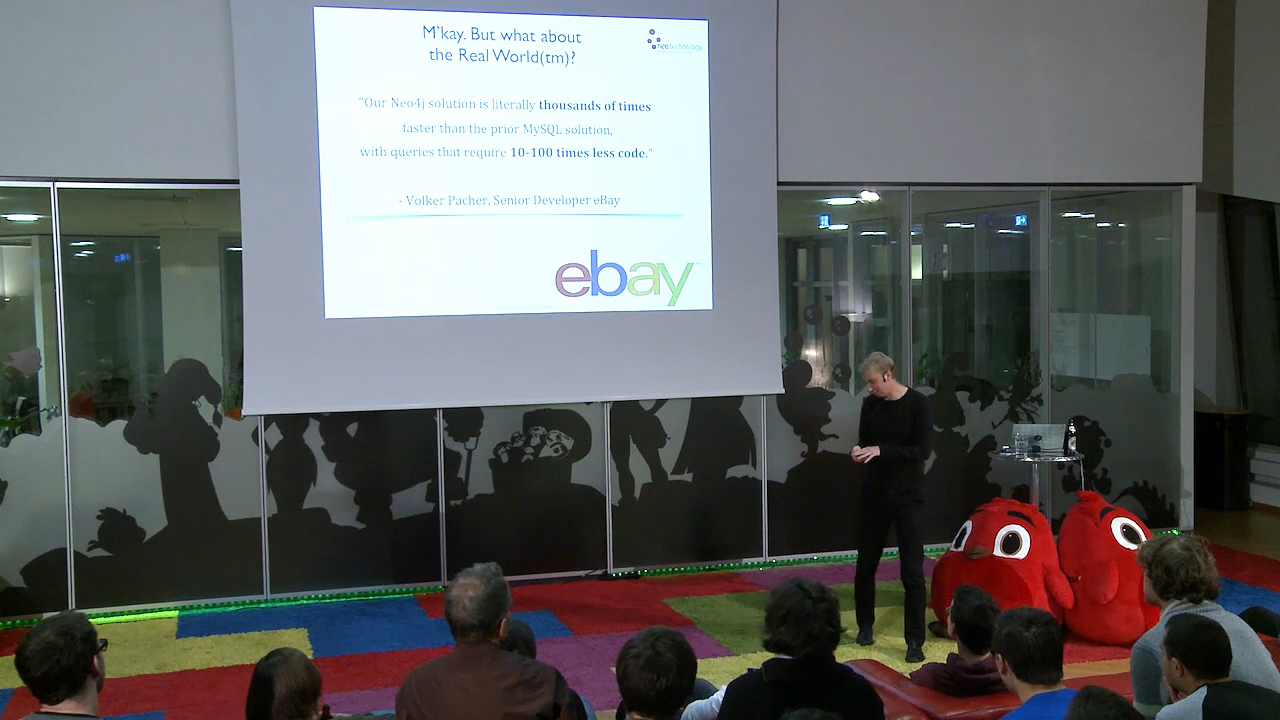 M'kay. But what about
the Real World(tm)?
neotechnology
"Our Neo4j solution is literally thousands of times
faster than the prior MySQL solution,
with queries that require 10-100 times less code."
- Volker Pacher, Senior Developer eBay
ebay